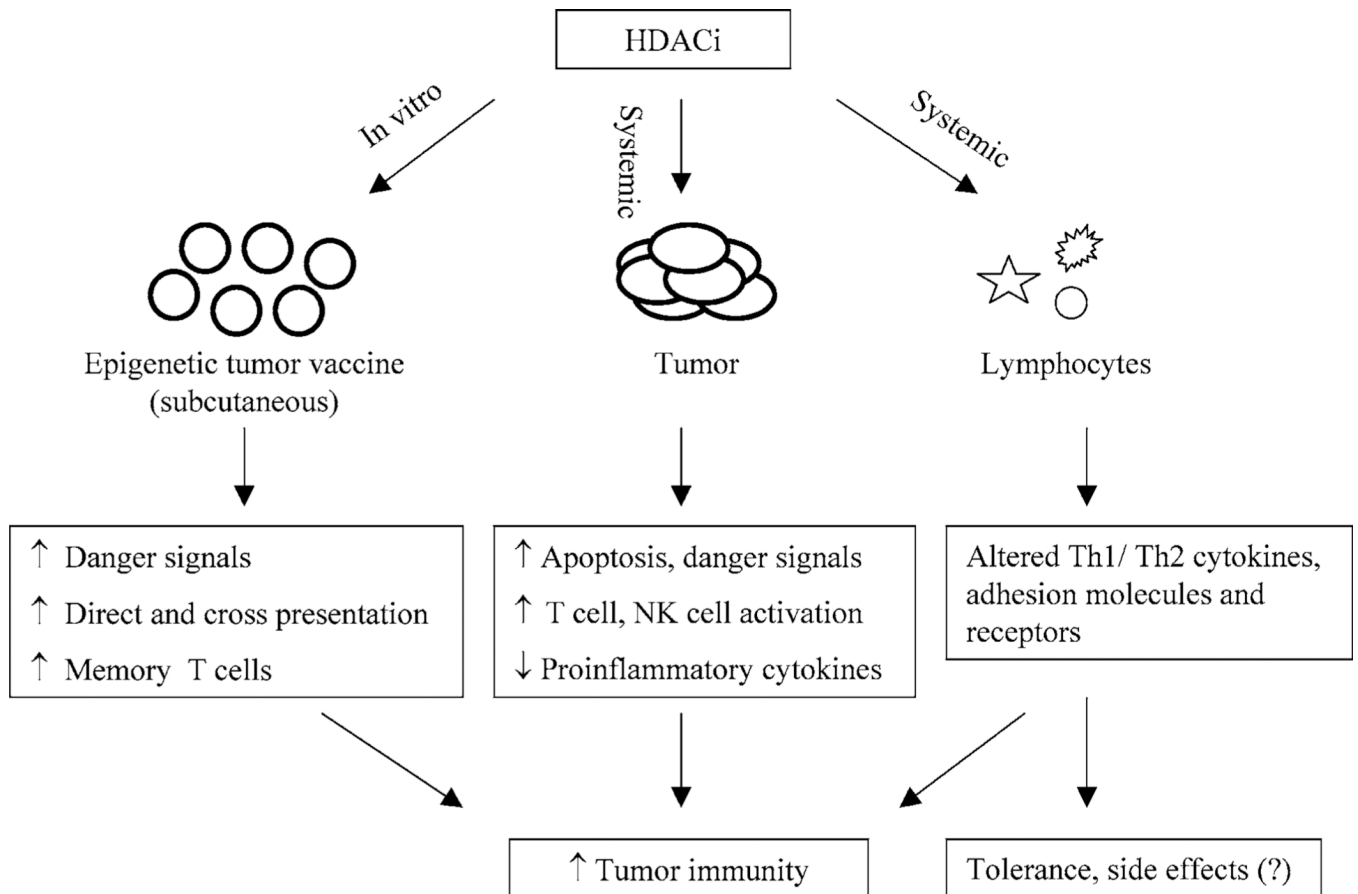 HDACi
In vitro
Systemic
Systemic
Epigenetic tumor vaccine
(subcutaneous)
Tumor
Lymphocytes
↑ Danger signals
↑ Direct and cross presentation
↑ Memory T cells
↑ Apoptosis, danger signals
↑ T cell, NK cell activation
↓ Proinflammatory cytokines
Altered Th1/ Th2 cytokines,
adhesion molecules and
receptors
↑ Tumor immunity
Tolerance, side effects (?)